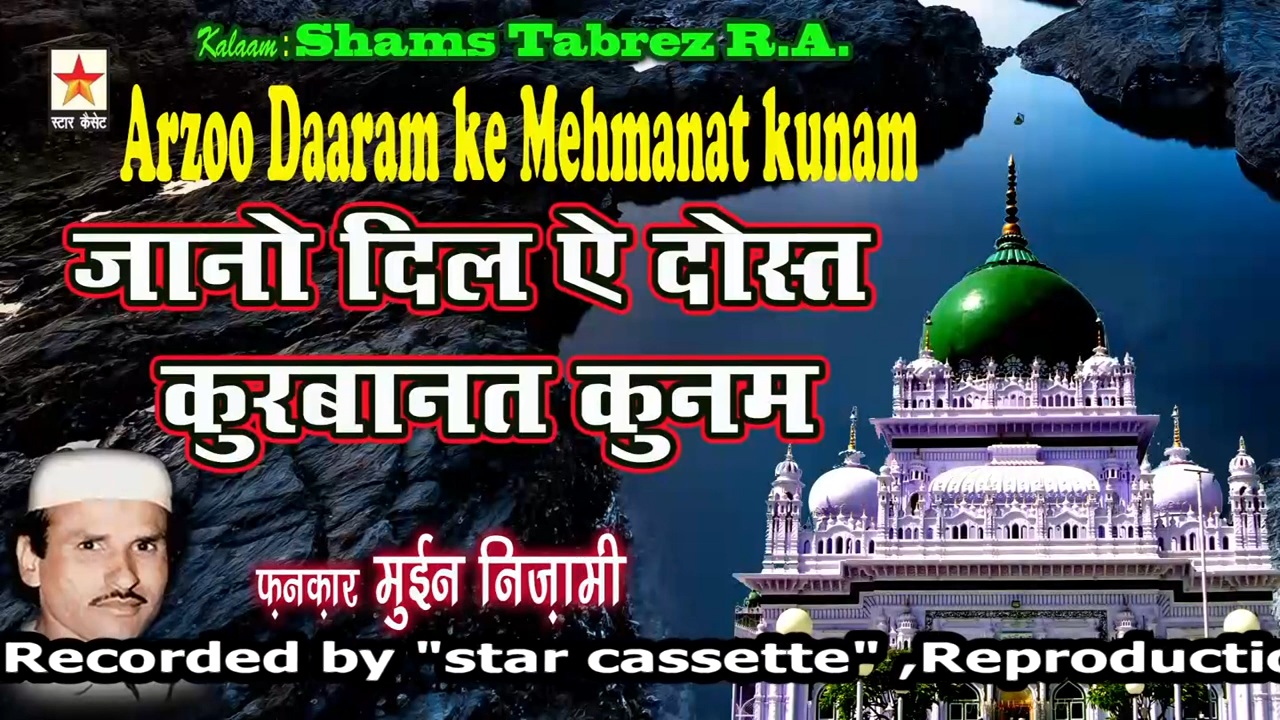 Kalaam : Shams Tabrez R.A.
स्टार कैसेट
Arzoo Daaram ke Mehmanat kunam
जानो दिल ऐ दोस्त
कुरबानत कुनम
फ़नक़ार मुईन निज़ामी
Recorded by "star cassette" ,Reproductio